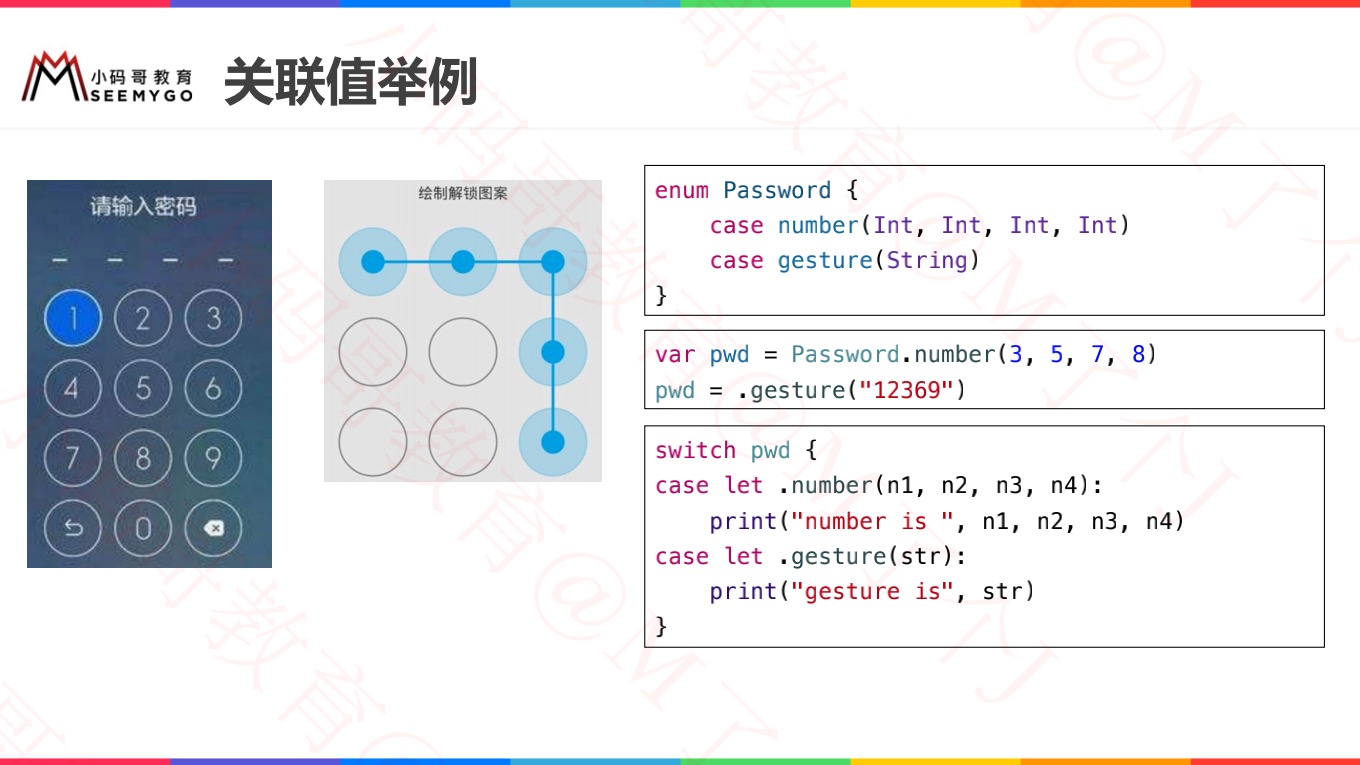 小码哥教育
SEEMYGO
关联值举例
请输入密码
1 2 3
4 5 6
7 8 9
0
绘制解锁图案
enum Password {
    case number(Int, Int, Int, Int)
    case gesture(String)
}
var pwd = Password.number(3, 5, 7, 8)
pwd = .gesture("12369")
switch pwd {
case let .number(n1, n2, n3, n4):
    print("number is ", n1, n2, n3, n4)
case let .gesture(str):
    print("gesture is", str)
}